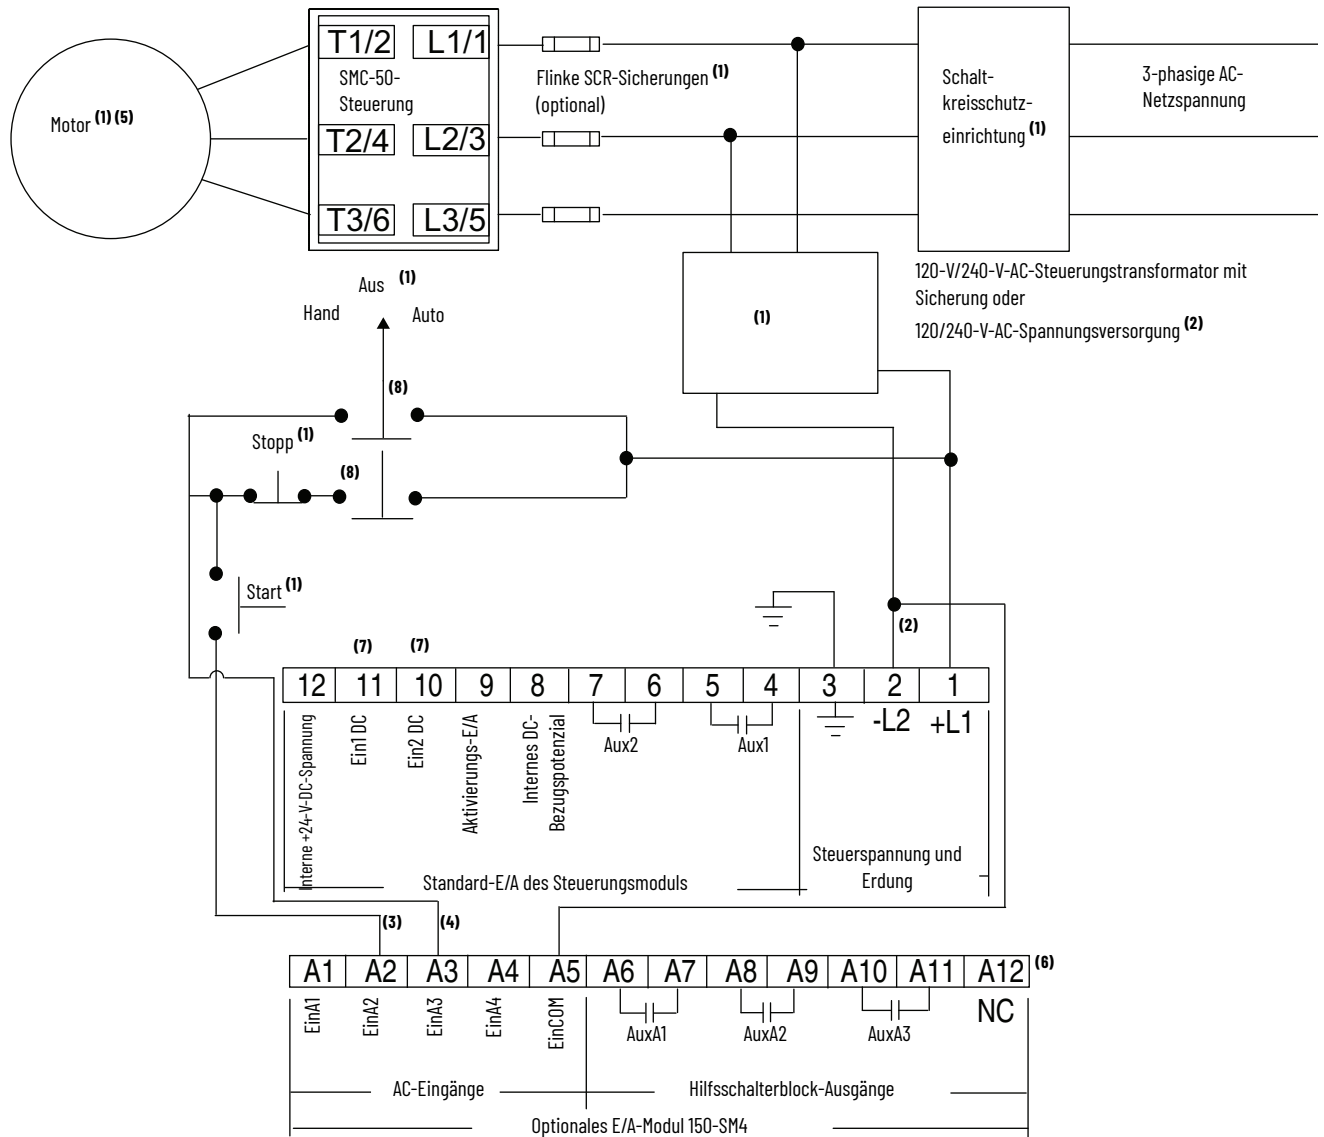 T1/2 L1/1
SMC-50-
Steuerung
T2/4 L2/3
T3/6 L3/5
Motor (1) (5)
Flinke SCR-Sicherungen (1)
(optional)
Schalt-
kreisschutz-
einrichtung (1)
3-phasige AC-
Netzspannung
120-V/240-V-AC-Steuerungstransformator mit
Sicherung oder
120/240-V-AC-Spannungsversorgung (2)
(1)
Aus (1)
Hand Auto
(8)
Stopp (1)
(8)
Start (1)
(2)
(7) (7)
12 11 10 9 8 7 6 5 4 3 2 1
-L2 +L1
Interne +24-V-DC-Spannung
Ein1 DC
Ein2 DC
Aktivierungs-E/A
Internes DC-
Bezugspotenzial
Aux2 Aux1
Steuerspannung und
Erdung
Standard-E/A des Steuerungsmoduls
(3) (4)
A1 A2 A3 A4 A5 A6 A7 A8 A9 A10 A11 A12 (6)
EinA1
EinA2
EinA3
EinA4
EinCOM
AuxA1 AuxA2 AuxA3
NC
AC-Eingänge Hilfsschalterblock-Ausgänge
Optionales E/A-Modul 150-SM4